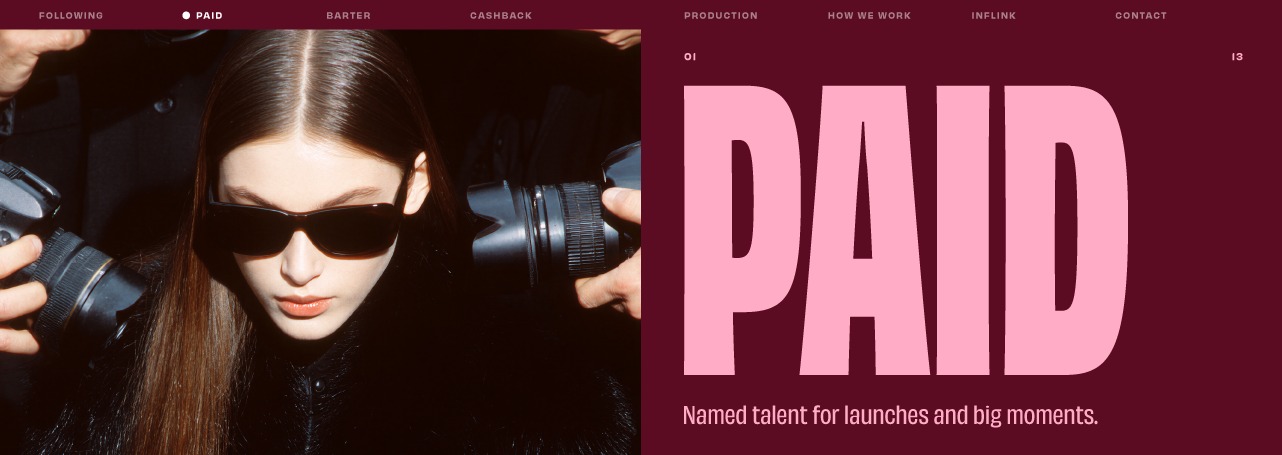 FOLLOWING
PAID
BARTER
CASHBACK
PRODUCTION
HOW WE WORK
INFLINK
CONTACT
01
13
PAID
Named talent for launches and big moments.